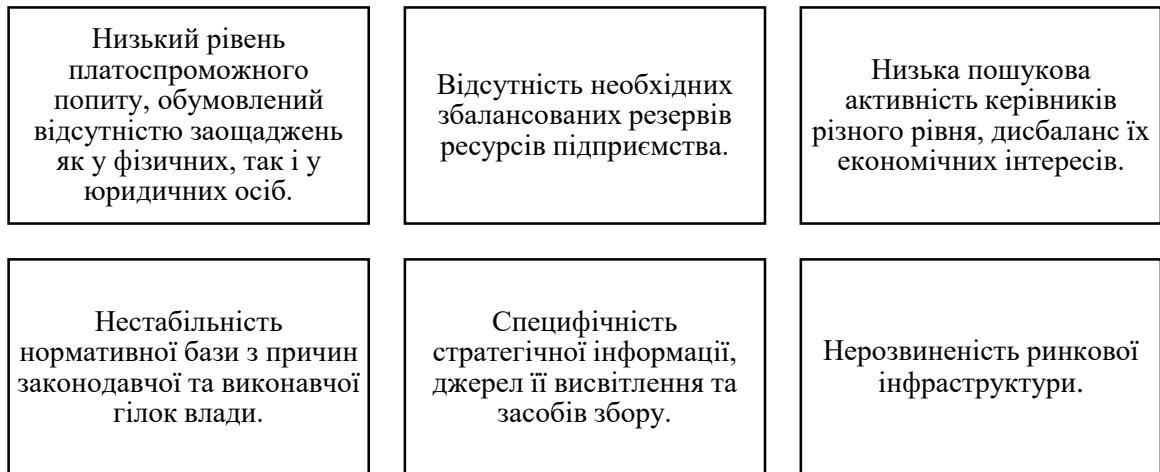 Низький рівень
платоспроможного
попиту, обумовлений
відсутністю заощаджень
як у фізичних, так і у
юридичних осіб.
Відсутність необхідних
збалансованих резервів
ресурсів підприємства.
Низька пошукова
активність керівників
різного рівня, дисбаланс їх
економічних інтересів.
Нестабільність
нормативної бази з причин
законодавчої та виконавчої
гілок влади.
Специфічність
стратегічної інформації,
джерел її висвітлення та
засобів збору.
Нерозвиненість ринкової
інфраструктури.